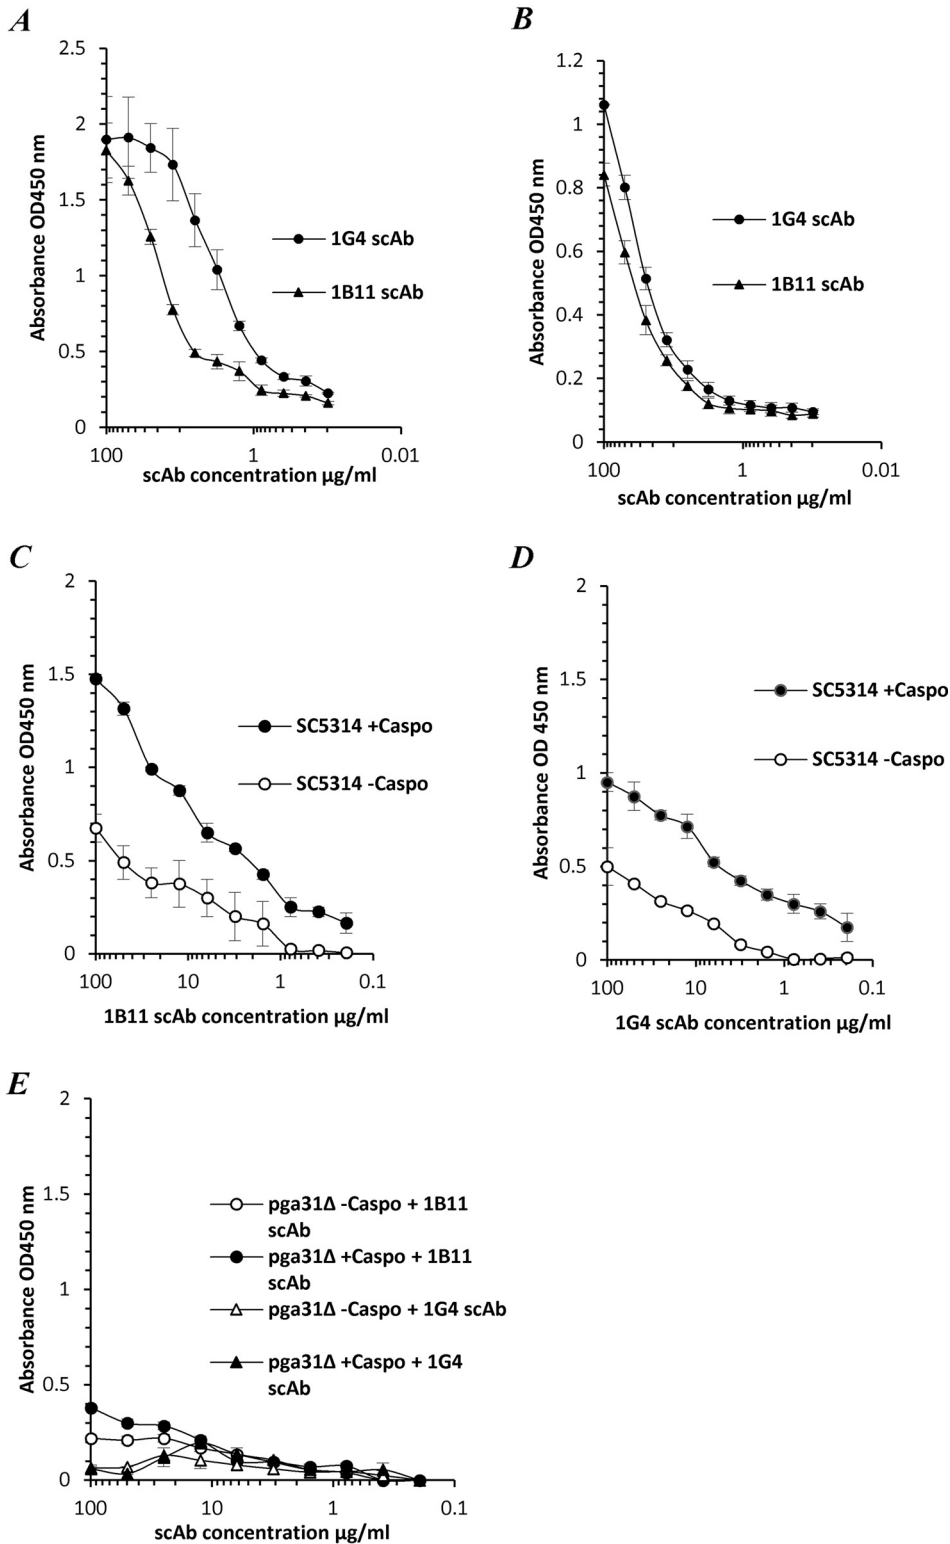 A
2.5
2
1.5
1
0.5
0
Absorbance OD450 nm
1G4 scAb
1B11 scAb
100
1
0.01
scAb concentration µg/ml
B
1.2
1
0.8
0.6
0.4
0.2
0
Absorbance OD450 nm
1G4 scAb
1B11 scAb
100
1
0.01
scAb concentration µg/ml
C
2
1.5
1
0.5
0
Absorbance OD450 nm
SC5314 +Caspo
SC5314 -Caspo
100
10
1
0.1
1B11 scAb concentration µg/ml
D
2
1.5
1
0.5
0
Absorbance OD 450 nm
SC5314 +Caspo
SC5314 -Caspo
100
10
1
0.1
1G4 scAb concentration µg/ml
E
2
1.5
1
0.5
0
Absorbance OD450 nm
pga31Δ -Caspo + 1B11
scAb
pga31Δ +Caspo + 1B11
scAb
pga31Δ -Caspo + 1G4 scAb
pga31Δ +Caspo + 1G4
scAb
100
10
1
0.1
scAb concentration µg/ml